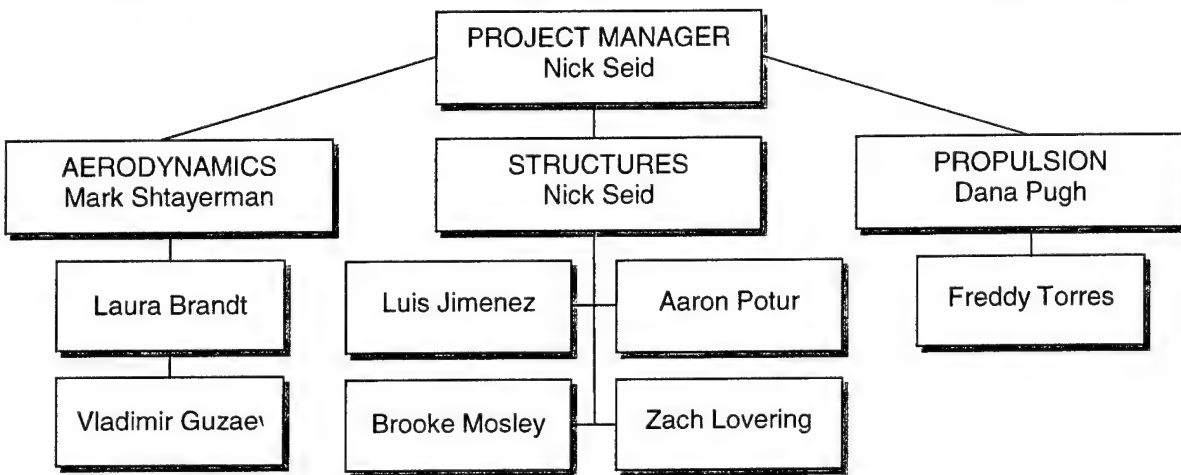 PROJECT MANAGER
Nick Seid
AERODYNAMICS
Mark Shtayerman
STRUCTURES
Nick Seid
PROPULSION
Dana Pugh
Laura Brandt
Luis Jimenez
Aaron Potur
Freddy Torres
Vladimir Guzaev
Brooke Mosley
Zach Lovering